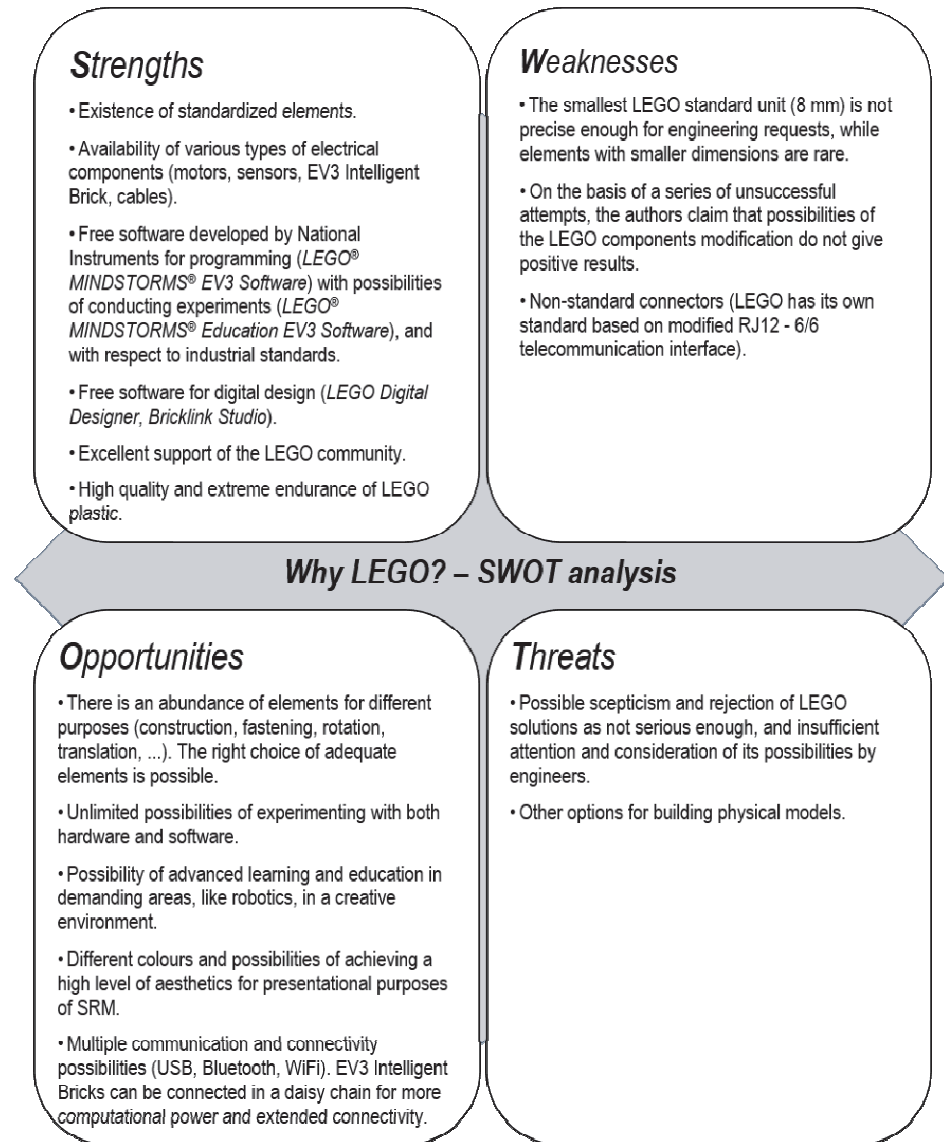 Strengths
• Existence of standardized elements.
• Availability of various types of electrical
components (motors, sensors, EV3 Intelligent
Brick, cables).
• Free software developed by National
Instruments for programming (LEGO®
MINDSTORMS® EV3 Software) with possibilities
of conducting experiments (LEGO®
MINDSTORMS® Education EV3 Software), and
with respect to industrial standards.
• Free software for digital design (LEGO Digital
Designer, Bricklink Studio).
• Excellent support of the LEGO community.
• High quality and extreme endurance of LEGO
plastic.
Weaknesses
• The smallest LEGO standard unit (8 mm) is not
precise enough for engineering requests, while
elements with smaller dimensions are rare.
• On the basis of a series of unsuccessful
attempts, the authors claim that possibilities of
the LEGO components modification do not give
positive results.
• Non-standard connectors (LEGO has its own
standard based on modified RJ12 - 6/6
telecommunication interface).
Why LEGO? – SWOT analysis
Opportunities
• There is an abundance of elements for different
purposes (construction, fastening, rotation,
translation, ...). The right choice of adequate
elements is possible.
• Unlimited possibilities of experimenting with both
hardware and software.
• Possibility of advanced learning and education in
demanding areas, like robotics, in a creative
environment.
• Different colours and possibilities of achieving a
high level of aesthetics for presentational purposes
of SRM.
• Multiple communication and connectivity
possibilities (USB, Bluetooth, WiFi). EV3 Intelligent
Bricks can be connected in a daisy chain for more
computational power and extended connectivity.
Threats
• Possible scepticism and rejection of LEGO
solutions as not serious enough, and insufficient
attention and consideration of its possibilities by
engineers.
• Other options for building physical models.